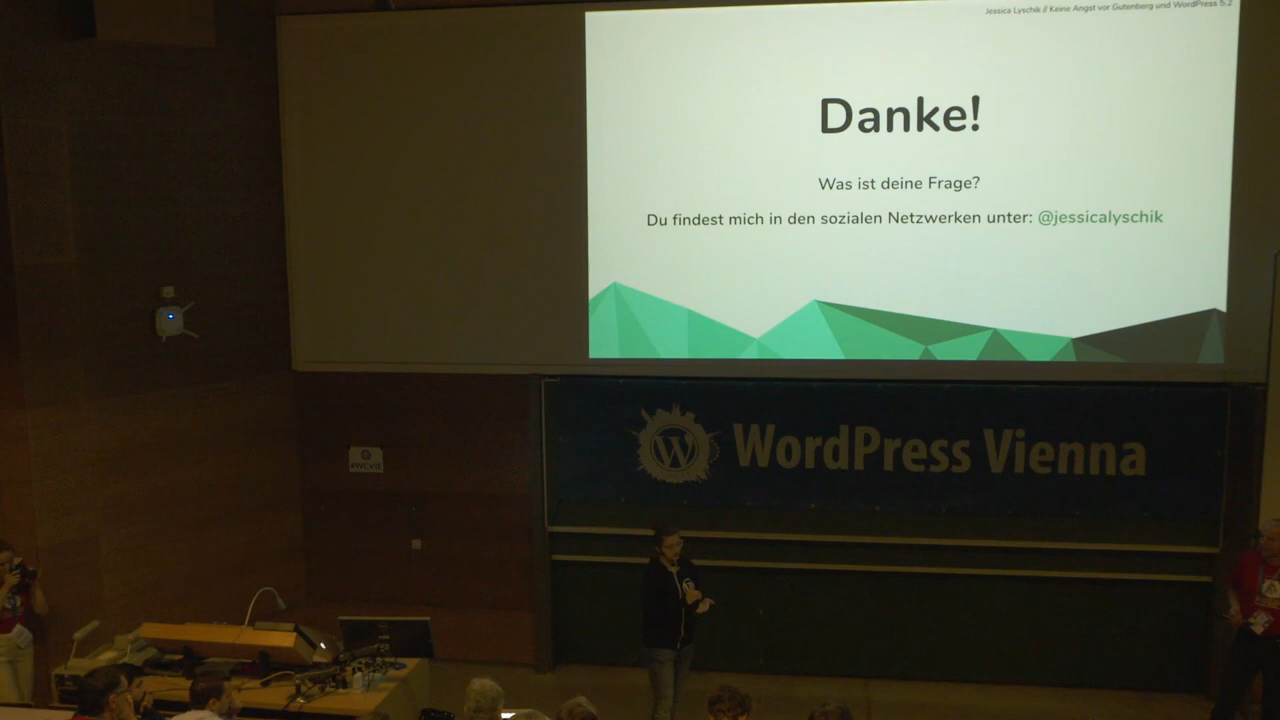 Jessica Lyschik // Keine Angst vor Gutenberg und WordPress 5.2
Danke!
Was ist deine Frage?
Du findest mich in den sozialen Netzwerken unter: @jessicalyschik
WordPress Vienna
#WCVIE